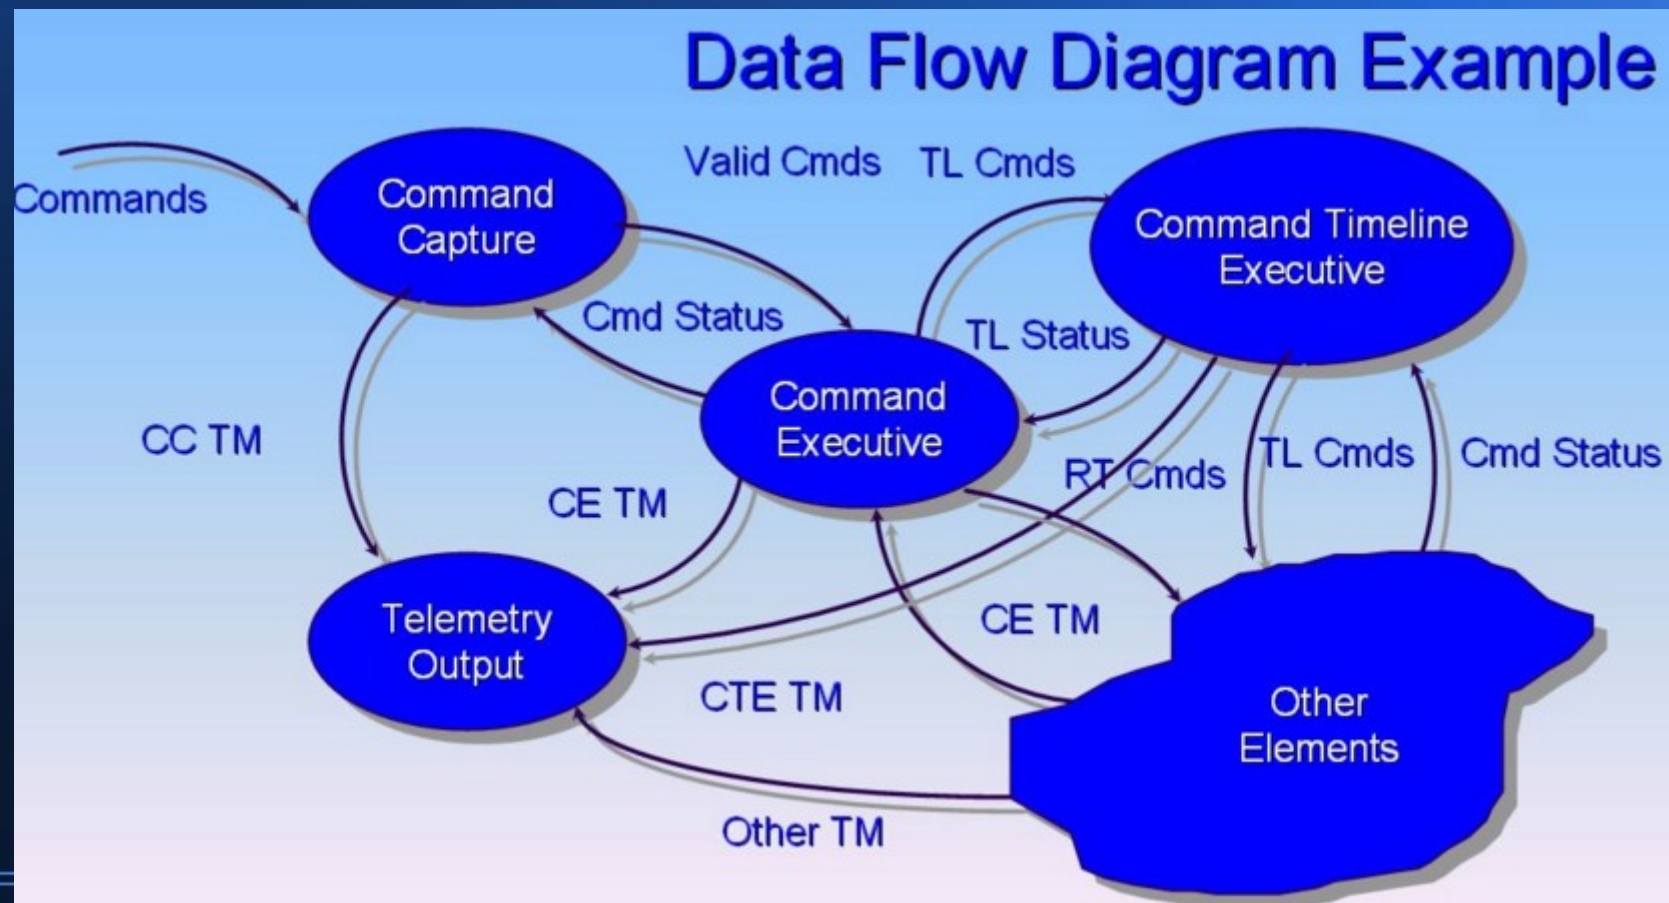 Data Flow Diagram Example
Commands
Command
Capture
Valid Cmds
TL Cmds
Command Timeline
Executive
Cmd Status
TL Status
Command
Executive
CC TM
CE TM
RT Cmds
TL Cmds
Cmd Status
Telemetry
Output
CE TM
CTE TM
Other
Elements
Other TM